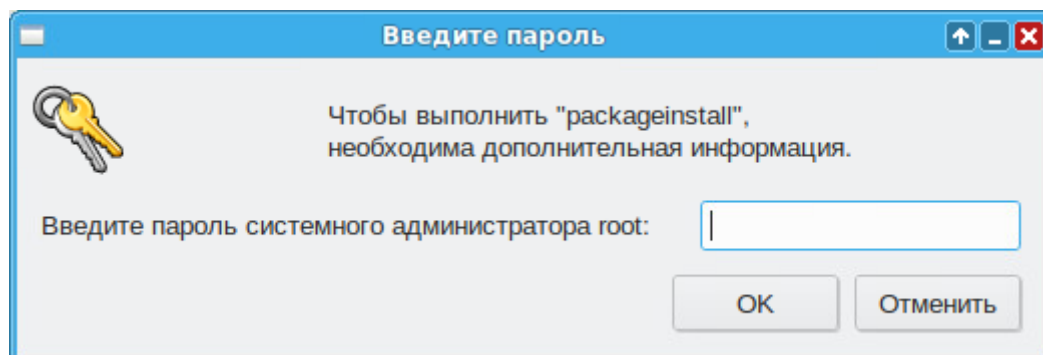 Введите пароль
Чтобы выполнить "packageinstall",
необходима дополнительная информация.
Введите пароль системного администратора root:
OK
Отменить